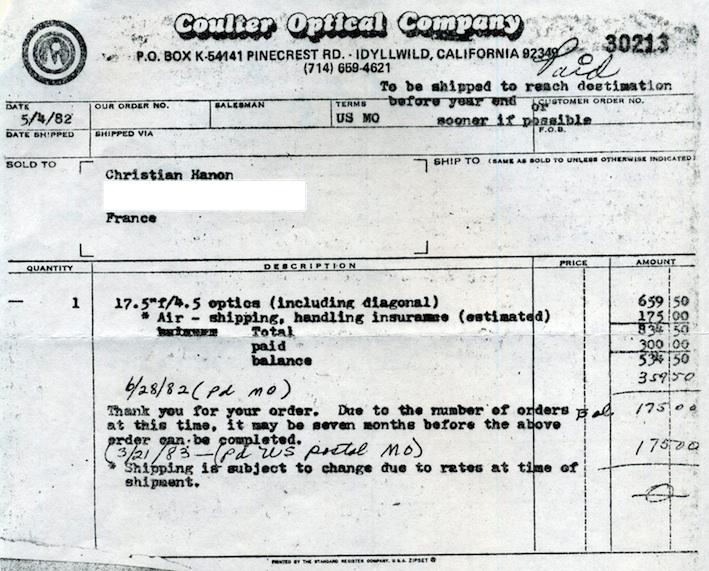 Coulter Optical Company
P.O. BOX K-54141 PINECREST RD. - IDYLLWILD, CALIFORNIA 92349
(714) 659-4621
30213
Paid
To be shipped to reach destination
before year end or
sooner if possible
DATE
5/4/82
OUR ORDER NO.
SALESMAN
TERMS
US MO
CUSTOMER ORDER NO.
DATE SHIPPED
SHIPPED VIA
F.O.B.
SOLD TO
SHIP TO (SAME AS SOLD TO UNLESS OTHERWISE INDICATED)
Christian Hanon
France
QUANTITY DESCRIPTION PRICE AMOUNT
1 17.5"f/4.5 optics (including diagonal) 659 50
* Air - shipping, handling insurance (estimated) 175 00
Total 834 50
paid 300 00
balance 534 50
6/28/82 (pd MO) 359 50
Thank you for your order. Due to the number of orders Bal. 175 00
at this time, it may be seven months before the above
order can be completed.
(3/21/83 - (pd US postal MO) 175 00
* Shipping is subject to change due to rates at time of
shipment. 0
PRINTED BY THE STANDARD REGISTER COMPANY, U.S.A. ZIPSET ®